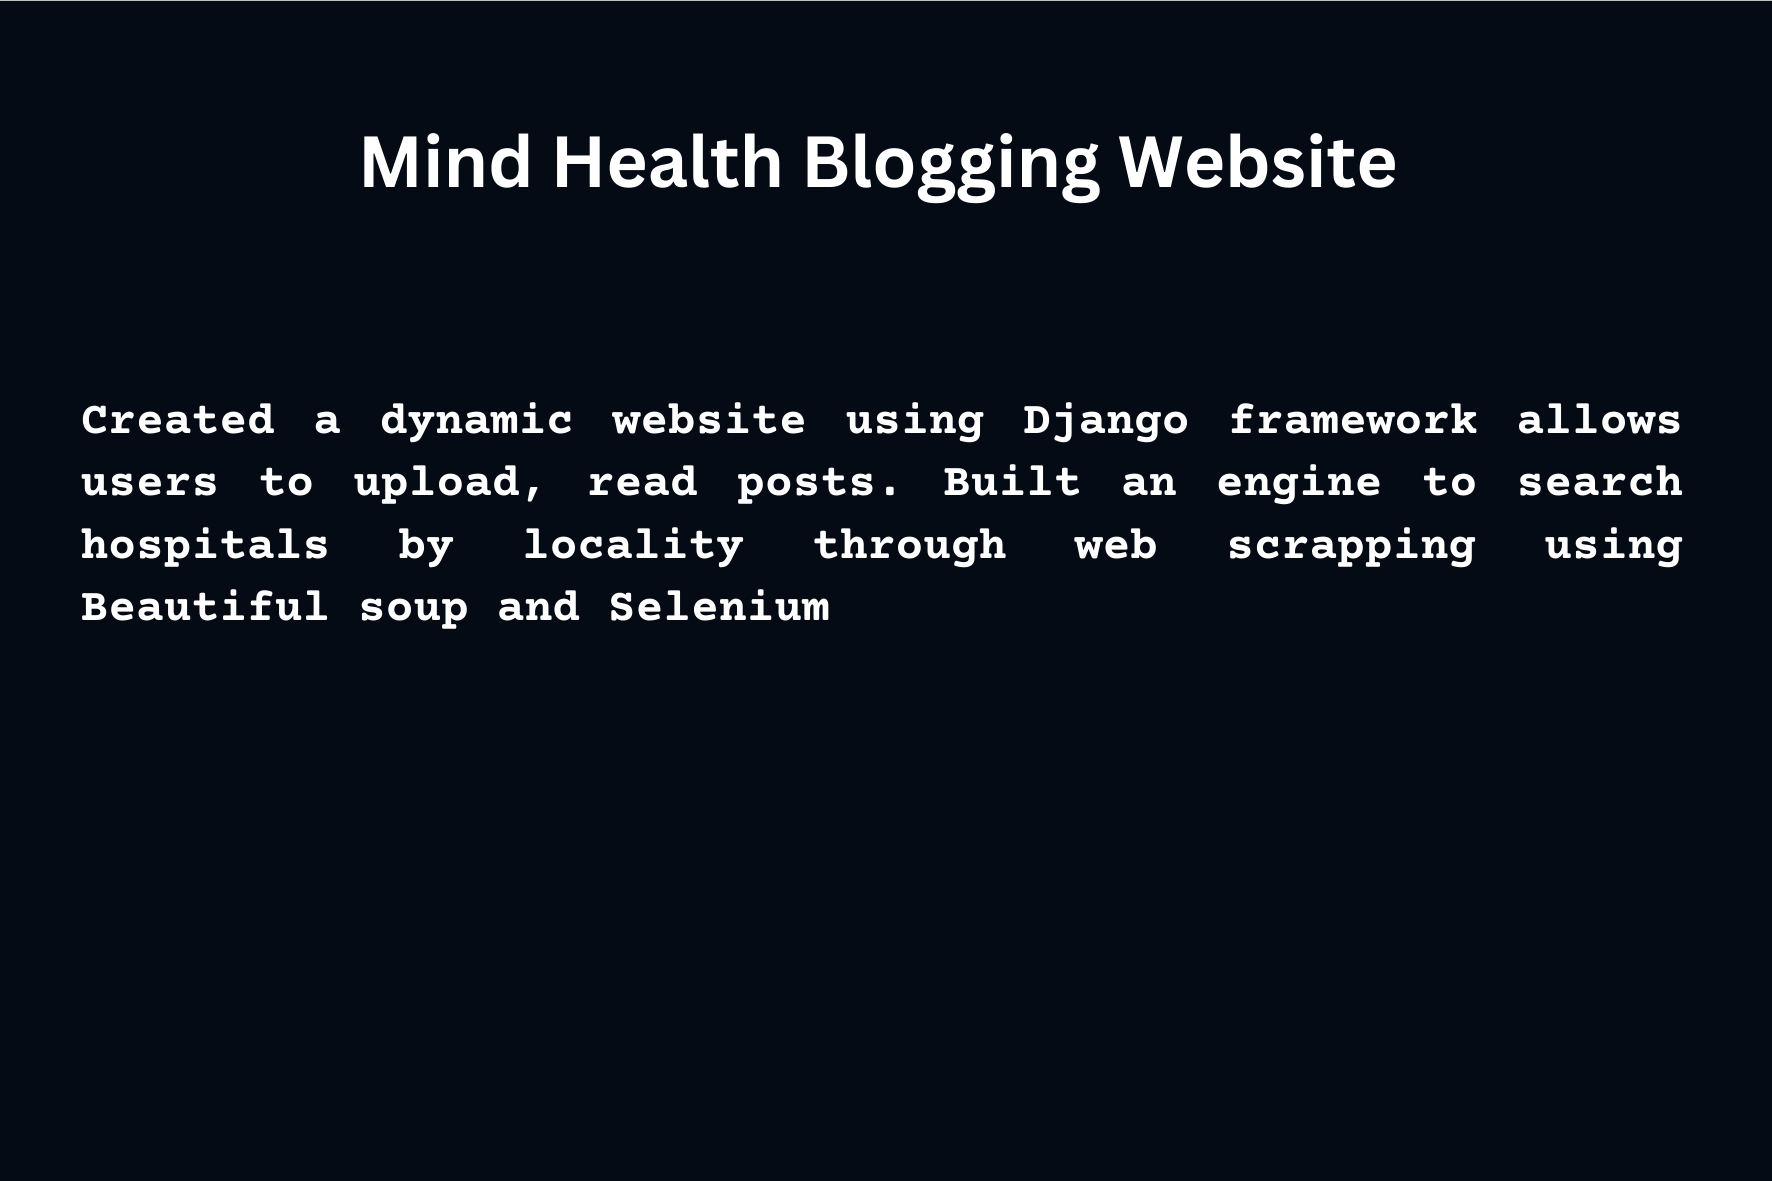 Mind Health Blogging Website
Created a dynamic website using Django framework allows
users to upload, read posts. Built an engine to search
hospitals by locality through web scrapping using
Beautiful soup and Selenium